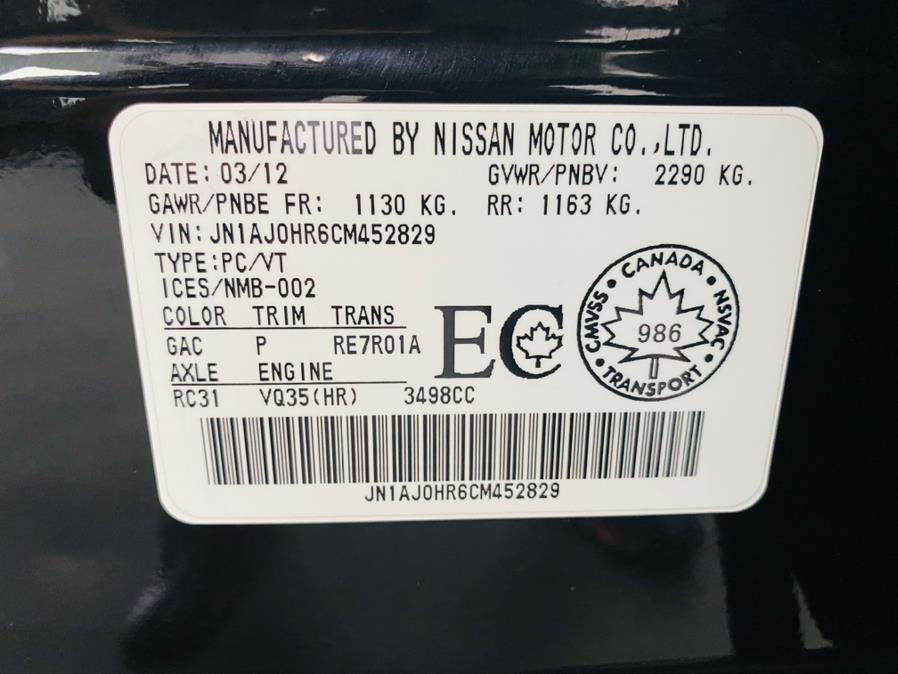 MANUFACTURED BY NISSAN MOTOR CO.,LTD.
DATE: 03/12 GVWR/PNBV: 2290 KG.
GAWR/PNBE FR: 1130 KG. RR: 1163 KG.
VIN: JN1AJ0HR6CM452829
TYPE: PC/VT
ICES/NMB-002
COLOR TRIM TRANS
GAC P RE7R01A
AXLE ENGINE
RC31 VQ35(HR) 3498CC
EC
CANADA
CMVSS NSVAC
986
TRANSPORT
JN1AJ0HR6CM452829